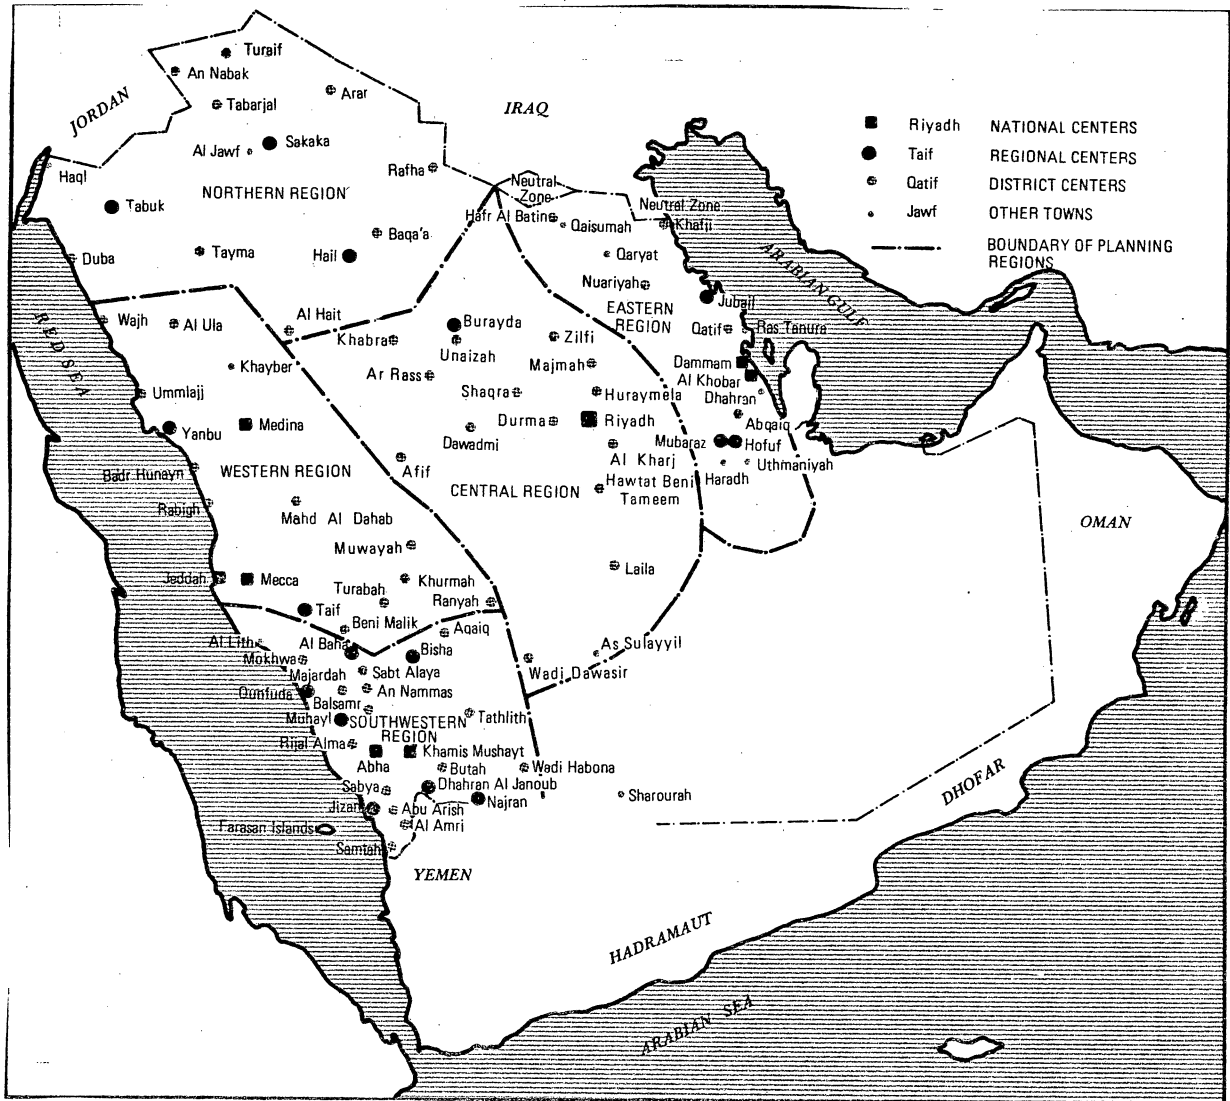 Turaif
An Nabak
Tabarjal
Arar
JORDAN
IRAQ
Sakaka
Al Jawf
Rafha
Haql
NORTHERN REGION
Tabuk
Neutral
Zone
Hafr Al Batin
Qaisumah
Neutral Zone
Khafji
Baqa's
Duba
Tayma
Hail
Qaryat
Nuariyah
Riyadh NATIONAL CENTERS
Taif REGIONAL CENTERS
Qatif DISTRICT CENTERS
Jawf OTHER TOWNS
BOUNDARY OF PLANNING
REGIONS
ARABIAN GULF
RED SEA
Wajh
Al Ula
Al Hait
Khabra
Burayda
Unaizah
Zilfi
EASTERN
REGION
Jubail
Qatif
Ras Tanura
Khayber
Ar Rass
Majmah
Dammam
Al Khobar
Dhahran
Ummlajj
Shaqra
Huraymela
Yanbu
Medina
Durma
Riyadh
Abqaiq
Dawadmi
Mubaraz
Hofuf
Badr Hunayn
WESTERN REGION
Afif
Al Kharj
Haradh
Uthmaniyah
CENTRAL REGION
Hawtat Beni
Tameem
Rabigh
Mahd Al Dahab
OMAN
Muwayah
Jeddah
Mecca
Khurmah
Laila
Turabah
Ranyah
Taif
Beni Malik
Aqaiq
Al Lith
Al Baha
Bisha
As Sulayyil
Mokhwa
Majardah
Sabt Alaya
Wadi Dawasir
Qunfuda
An Nammas
Balsamr
Muhayl
SOUTHWESTERN
REGION
Tathlith
Rijal Alma
Abha
Khamis Mushayt
Butah
Wadi Habona
Sabya
Dhahran Al Janoub
Najran
Sharourah
DHOFAR
Jizan
Abu Arish
Al Amri
Farasan Islands
Samtah
YEMEN
HADRAMAUT
ARABIAN SEA